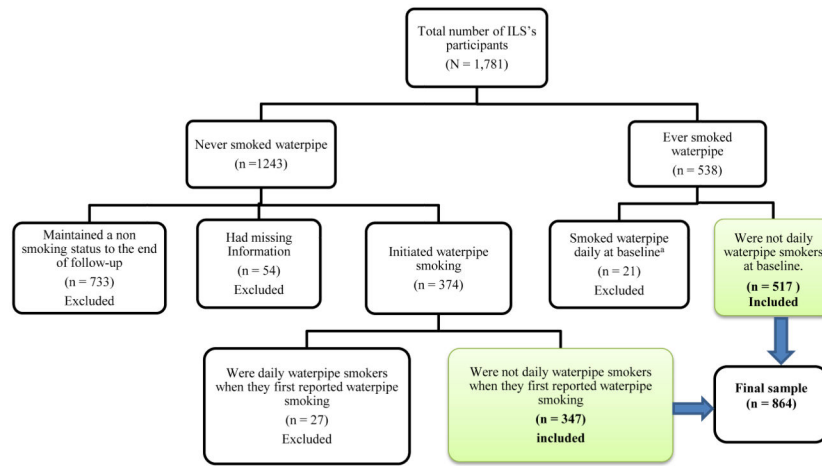 Total number of ILS's
participants
(N = 1,781)
Never smoked waterpipe
(n =1243)
Ever smoked
waterpipe
(n = 538)
Maintained a non
smoking status to the end
of follow-up
(n = 733)
Excluded
Had missing
Information
(n = 54)
Excluded
Initiated waterpipe
smoking
(n = 374)
Smoked waterpipe
daily at baselineᵃ
(n = 21)
Excluded
Were not daily
waterpipe smokers
at baseline.
(n = 517 )
Included
Were daily waterpipe smokers
when they first reported waterpipe
smoking
(n = 27)
Excluded
Were not daily waterpipe smokers
when they first reported waterpipe
smoking
(n = 347)
included
Final sample
(n = 864)